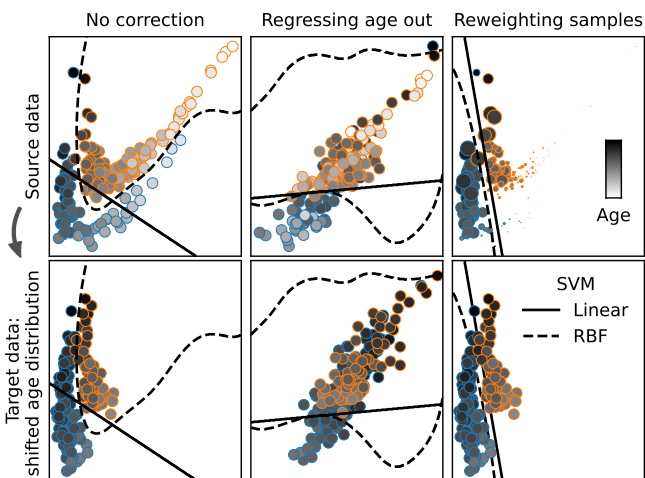 No correction
Regressing age out
Reweighting samples
Source data
Age
Target data:
shifted age distribution
SVM
Linear
RBF